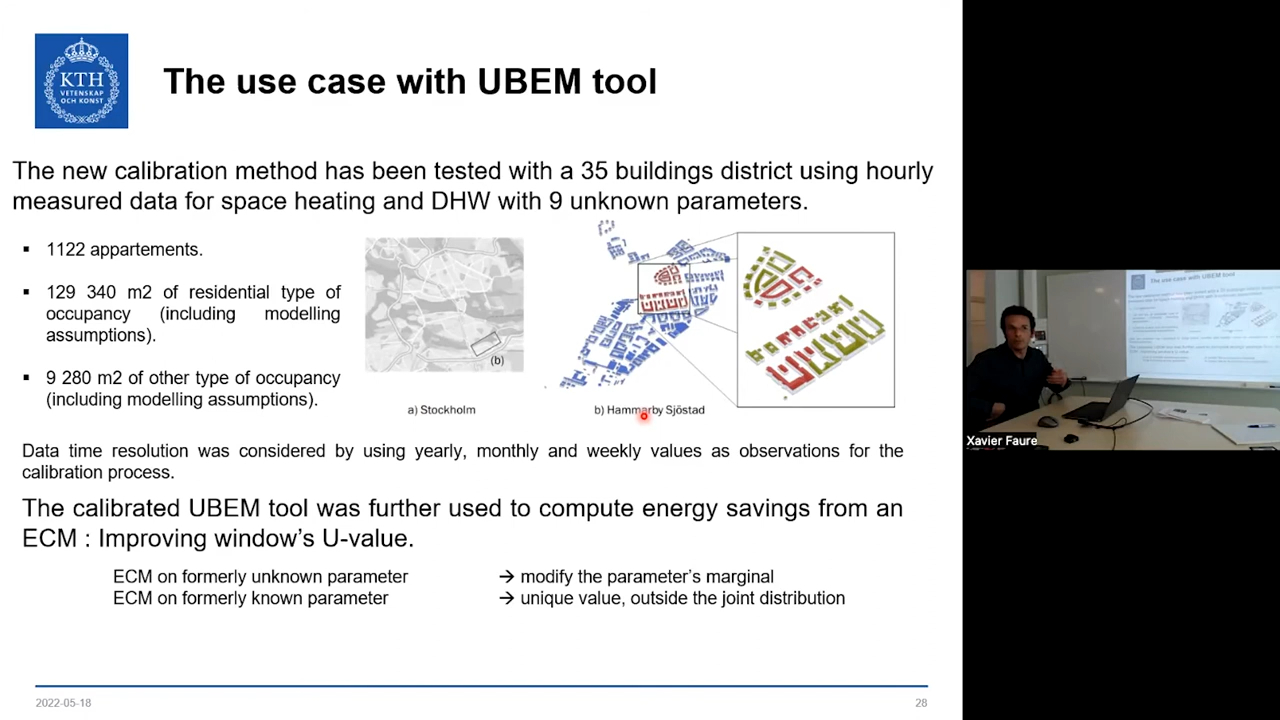 KTH
VETENSKAP
OCH KONST
The use case with UBEM tool
The new calibration method has been tested with a 35 buildings district using hourly
measured data for space heating and DHW with 9 unknown parameters.
▪ 1122 appartements.
▪ 129 340 m2 of residential type of
occupancy (including modelling
assumptions).
▪ 9 280 m2 of other type of occupancy
(including modelling assumptions).
(b)
a) Stockholm
b) Hammarby Sjöstad
Data time resolution was considered by using yearly, monthly and weekly values as observations for the
calibration process.
The calibrated UBEM tool was further used to compute energy savings from an
ECM : Improving window's U-value.
ECM on formerly unknown parameter → modify the parameter's marginal
ECM on formerly known parameter → unique value, outside the joint distribution
2022-05-18
28
The use case with UBEM tool
Xavier Faure